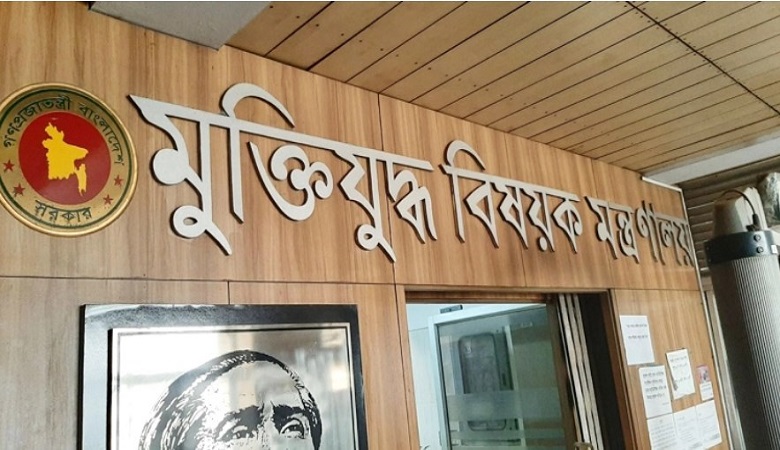 গণপ্রজাতন্ত্রী বাংলাদেশ
সরকার
মুক্তিযুদ্ধ বিষয়ক মন্ত্রণালয়